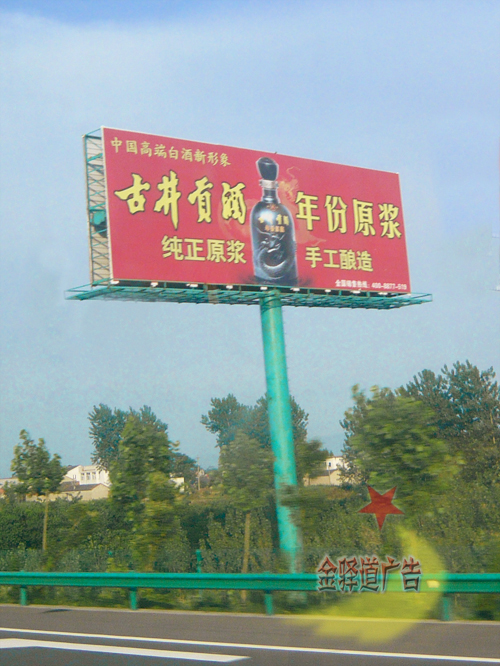 中国高端白酒新形象
古井贡酒 年份原浆
纯正原浆 手工酿造
金驿道广告